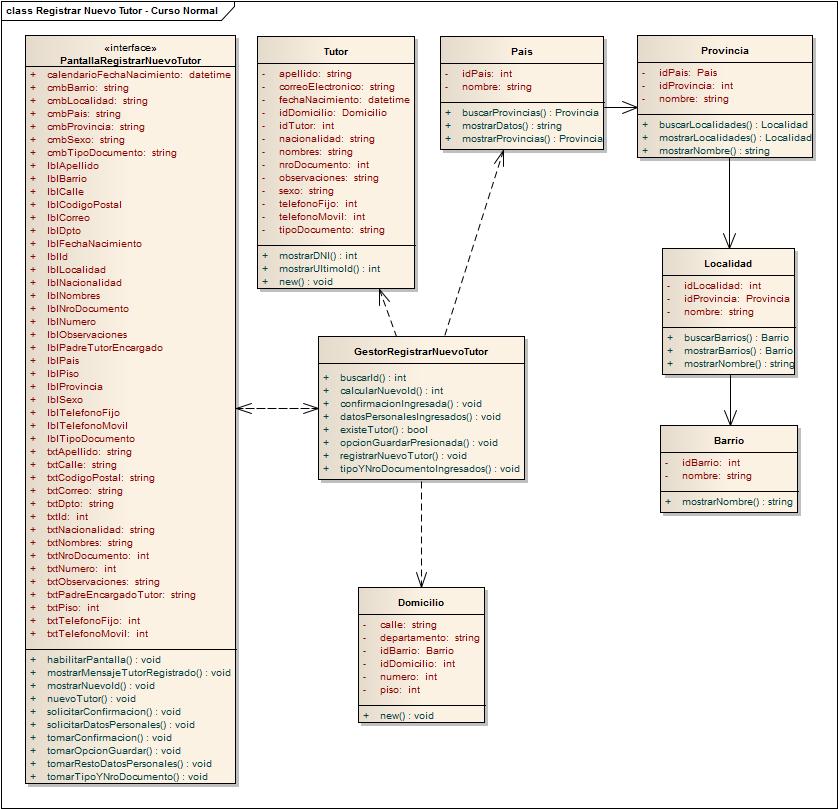 class Registrar Nuevo Tutor - Curso Normal
«interface»
PantallaRegistrarNuevoTutor
+ calendarioFechaNacimiento: datetime
+ cmbBarrio: string
+ cmbLocalidad: string
+ cmbPais: string
+ cmbProvincia: string
+ cmbSexo: string
+ cmbTipoDocumento: string
+ lblApellido
+ lblBarrio
+ lblCalle
+ lblCodigoPostal
+ lblCorreo
+ lblDpto
+ lblFechaNacimiento
+ lblId
+ lblLocalidad
+ lblNacionalidad
+ lblNombres
+ lblNroDocumento
+ lblNumero
+ lblObservaciones
+ lblPadreTutorEncargado
+ lblPais
+ lblPiso
+ lblProvincia
+ lblSexo
+ lblTelefonoFijo
+ lblTelefonoMovil
+ lblTipoDocumento
+ txtApellido: string
+ txtCalle: string
+ txtCodigoPostal: string
+ txtCorreo: string
+ txtDpto: string
+ txtId: int
+ txtNacionalidad: string
+ txtNombres: string
+ txtNroDocumento: int
+ txtNumero: int
+ txtObservaciones: string
+ txtPadreEncargadoTutor: string
+ txtPiso: int
+ txtTelefonoFijo: int
+ txtTelefonoMovil: int
+ habilitarPantalla() : void
+ mostrarMensajeTutorRegistrado() : void
+ mostrarNuevoId() : void
+ nuevoTutor() : void
+ solicitarConfirmacion() : void
+ solicitarDatosPersonales() : void
+ tomarConfirmacion() : void
+ tomarOpcionGuardar() : void
+ tomarRestoDatosPersonales() : void
+ tomarTipoYNroDocumento() : void
Tutor
- apellido: string
- correoElectronico: string
- fechaNacimiento: datetime
- idDomicilio: Domicilio
- idTutor: int
- nacionalidad: string
- nombres: string
- nroDocumento: int
- observaciones: string
- sexo: string
- telefonoFijo: int
- telefonoMovil: int
- tipoDocumento: string
+ mostrarDNI() : int
+ mostrarUltimoId() : int
+ new() : void
Pais
- idPais: int
- nombre: string
+ buscarProvincias() : Provincia
+ mostrarDatos() : string
+ mostrarProvincias() : Provincia
Provincia
- idPais: Pais
- idProvincia: int
- nombre: string
+ buscarLocalidades() : Localidad
+ mostrarLocalidades() : Localidad
+ mostrarNombre() : string
Localidad
- idLocalidad: int
- idProvincia: Provincia
- nombre: string
+ buscarBarrios() : Barrio
+ mostrarBarrios() : Barrio
+ mostrarNombre() : string
GestorRegistrarNuevoTutor
+ buscarId() : int
+ calcularNuevoId() : int
+ confirmacionIngresada() : void
+ datosPersonalesIngresados() : void
+ existeTutor() : bool
+ opcionGuardarPresionada() : void
+ registrarNuevoTutor() : void
+ tipoYNroDocumentoIngresados() : void
Barrio
- idBarrio: int
- nombre: string
+ mostrarNombre() : string
Domicilio
- calle: string
- departamento: string
- idBarrio: Barrio
- idDomicilio: int
- numero: int
- piso: int
+ new() : void